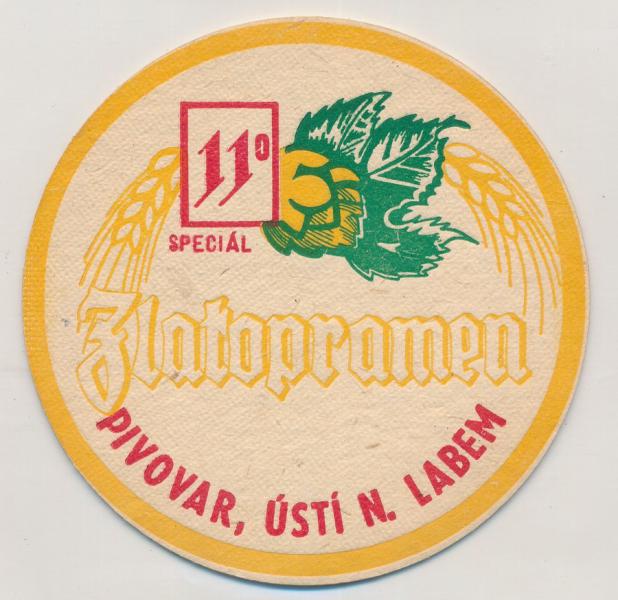 11°
SPECIÁL
Zlatopramen
PIVOVAR, ÚSTÍ N. LABEM